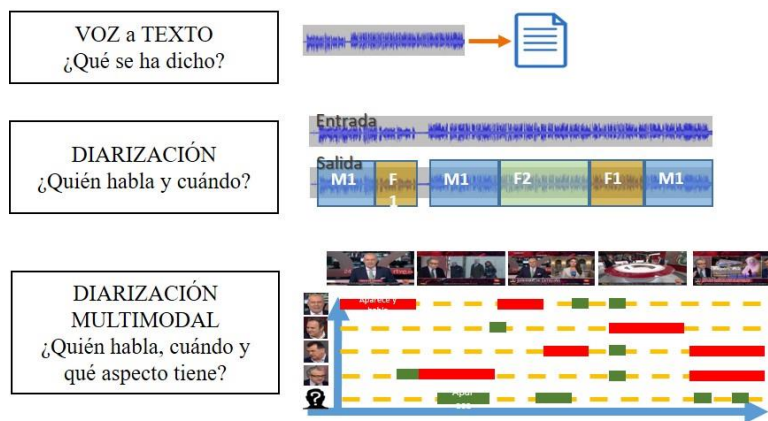 VOZ a TEXTO
¿Qué se ha dicho?
DIARIZACIÓN
¿Quién habla y cuándo?
Entrada
Salida
M1
F
1
M1
F2
F1
M1
DIARIZACIÓN
MULTIMODAL
¿Quién habla, cuándo y
qué aspecto tiene?
Aparece y